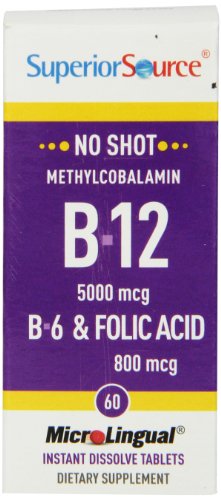 SuperiorSource®
NO SHOT
METHYLCOBALAMIN
B-12
5000 mcg
B-6 & FOLIC ACID
800 mcg
60
MicroLingual®
INSTANT DISSOLVE TABLETS
DIETARY SUPPLEMENT